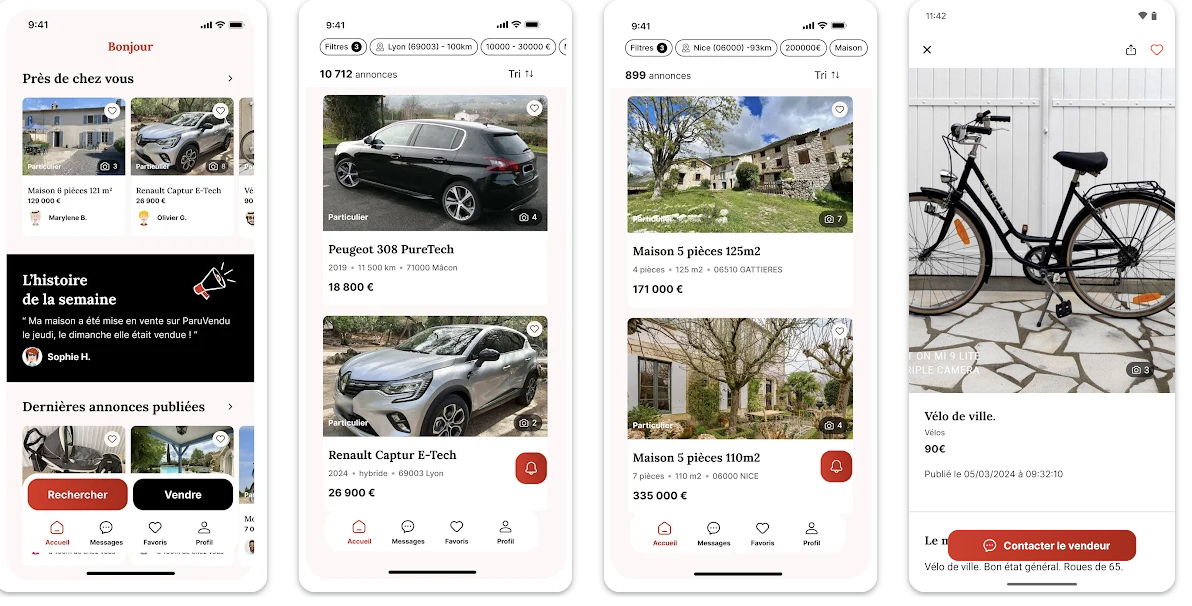 9:41
Bonjour
Près de chez vous
Particulier
3
Particulier
8
Maison 6 pièces 121 m²
129 000 €
Marylene B.
Renault Captur E-Tech
26 900 €
Olivier G.
Vé
90
L'histoire
de la semaine
" Ma maison a été mise en vente sur ParuVendu
le jeudi, le dimanche elle était vendue ! "
Sophie H.
Dernières annonces publiées
Rechercher
Vendre
Accueil
Messages
Favoris
Profil
9:41
Filtres 3
Lyon (69003) - 100km
10000 - 30000 €
10 712 annonces
Tri
Particulier
4
Peugeot 308 PureTech
2019 • 11 500 km • 71000 Mâcon
18 800 €
Particulier
2
Renault Captur E-Tech
2024 • hybride • 69003 Lyon
26 900 €
Accueil
Messages
Favoris
Profil
9:41
Filtres 3
Nice (06000) -93km
200000€
Maison
899 annonces
Tri
Particulier
7
Maison 5 pièces 125m2
4 pièces • 125 m2 • 06510 GATTIERES
171 000 €
Particulier
4
Maison 5 pièces 110m2
7 pièces • 110 m2 • 06000 NICE
335 000 €
Accueil
Messages
Favoris
Profil
11:42
T ON MI 9 LITE
RIPLE CAMERA
3
Vélo de ville.
Vélos
90€
Publié le 05/03/2024 à 09:32:10
Le m
Contacter le vendeur
Vélo de ville. Bon état général. Roues de 65.